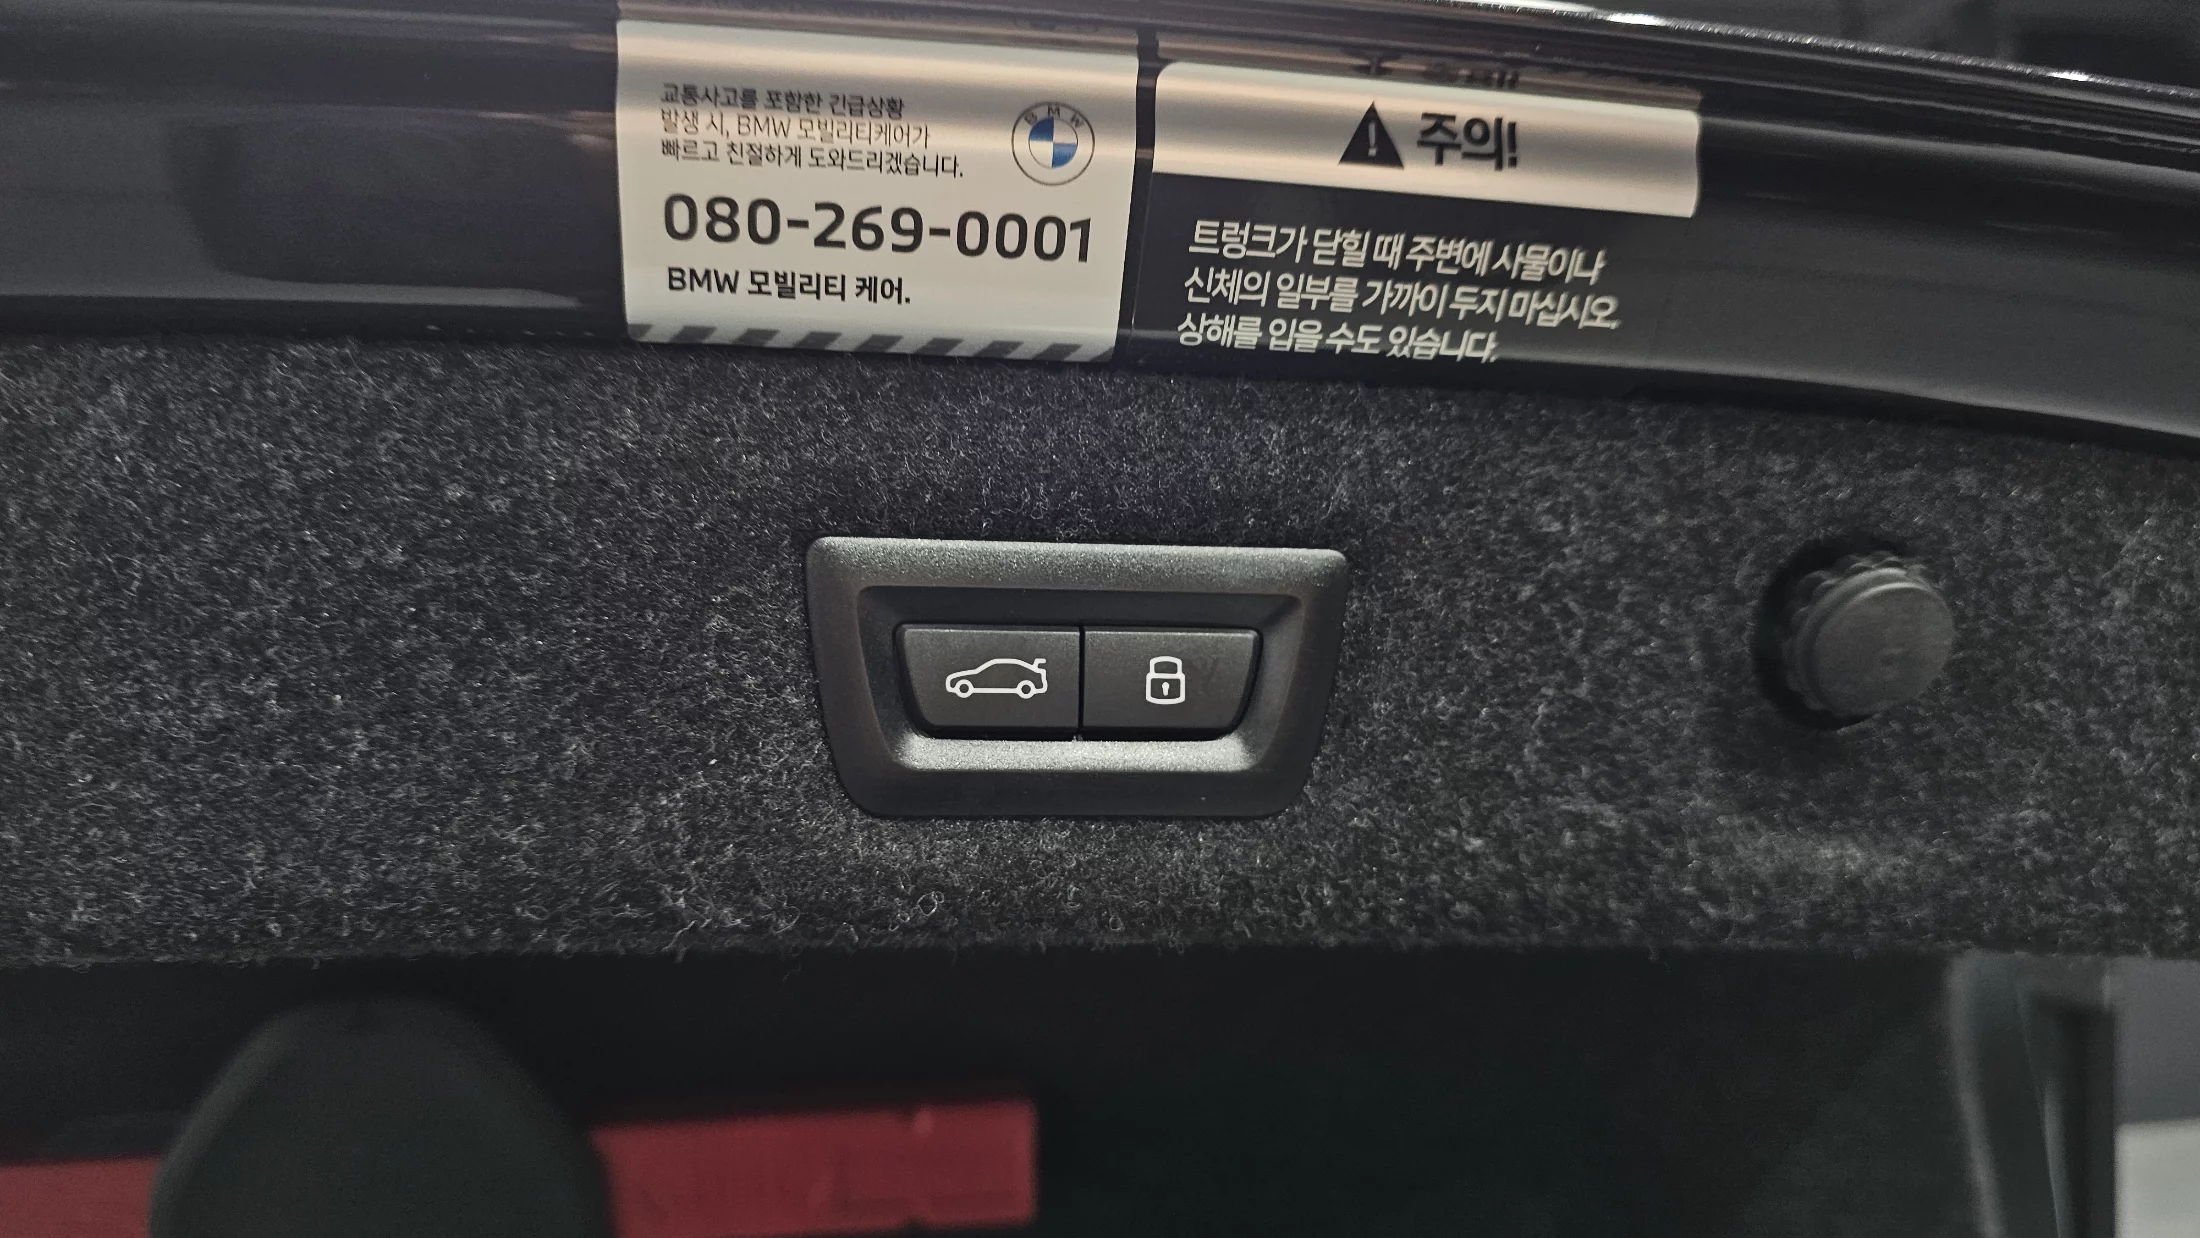 교통사고를 포함한 긴급상황
발생 시, BMW 모빌리티케어가
빠르고 친절하게 도와드리겠습니다.
BMW
080-269-0001
BMW 모빌리티 케어.
주의!
트렁크가 닫힐 때 주변에 사물이나
신체의 일부를 가까이 두지 마십시오.
상해를 입을 수도 있습니다.